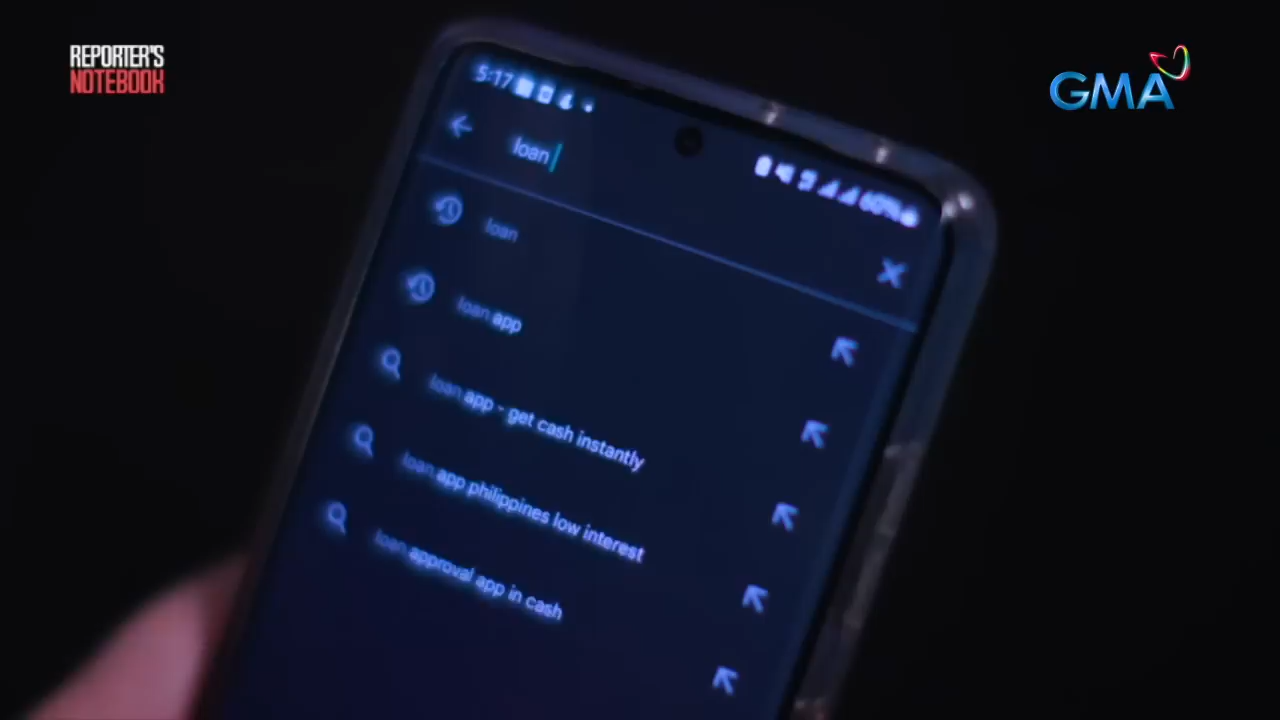 REPORTER'S
NOTEBOOK
GMA
5:17
60%
loan
loan
loan app
loan app - get cash instantly
loan app philippines low interest
loan approval app in cash